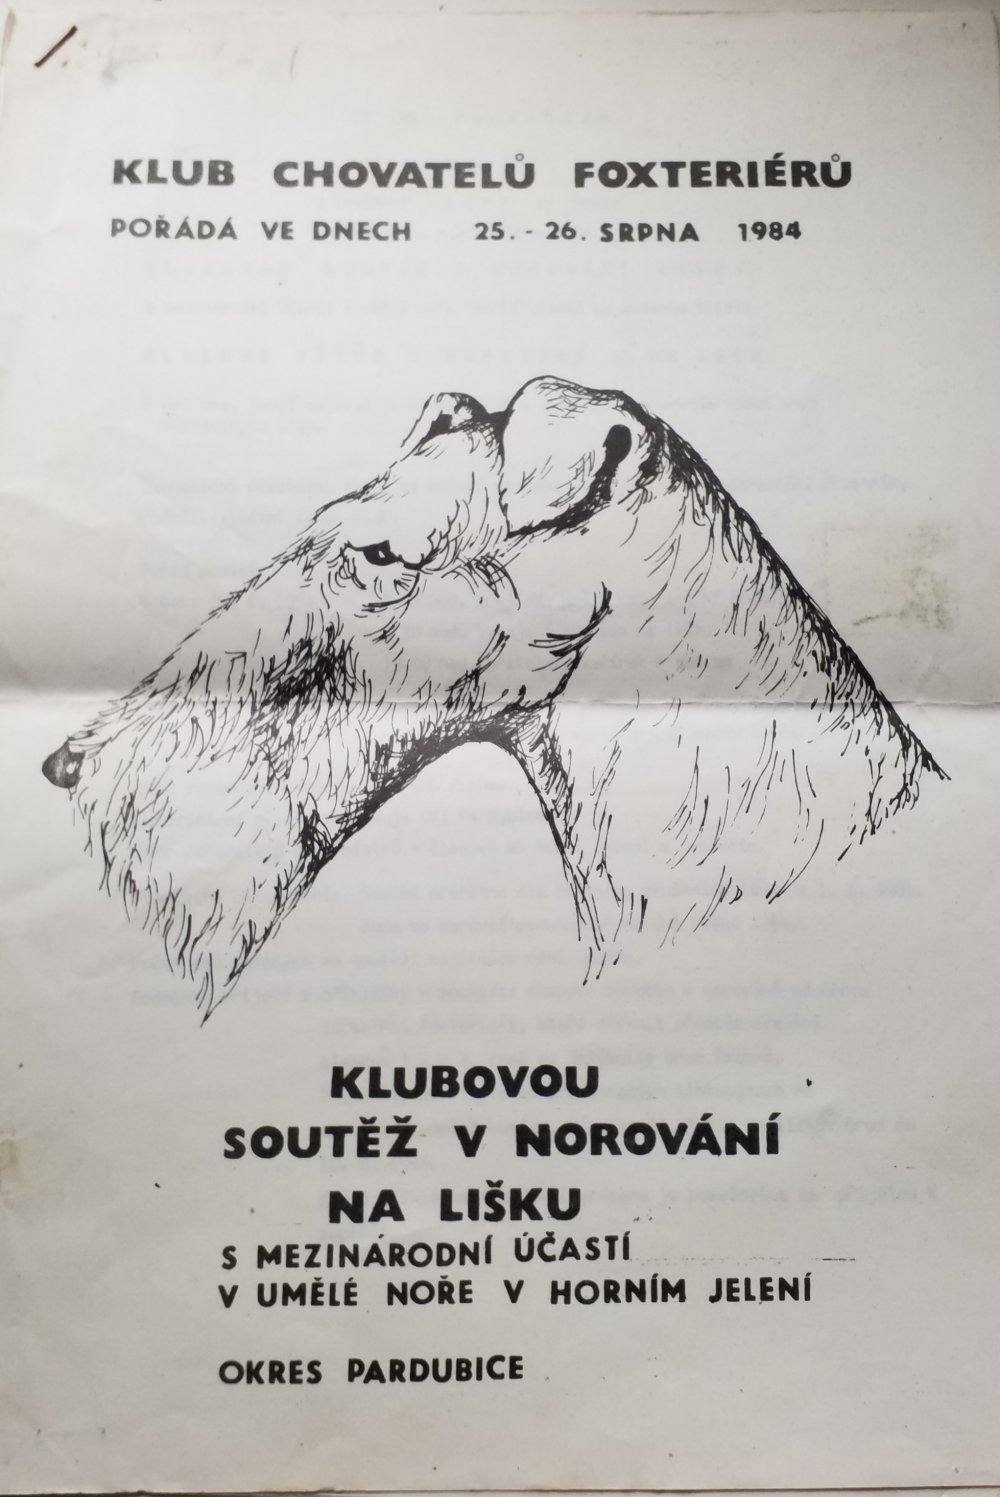 KLUB CHOVATELŮ FOXTERIÉRŮ
POŘÁDÁ VE DNECH 25. - 26. SRPNA 1984
KLUBOVOU
SOUTĚŽ V NOROVÁNÍ
NA LIŠKU
S MEZINÁRODNÍ ÚČASTÍ
V UMĚLÉ NOŘE V HORNÍM JELENÍ
OKRES PARDUBICE